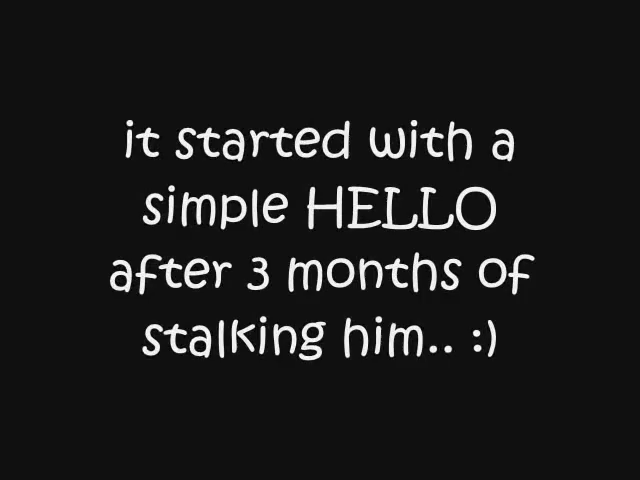 it started with a
simple HELLO
after 3 months of
stalking him.. :)